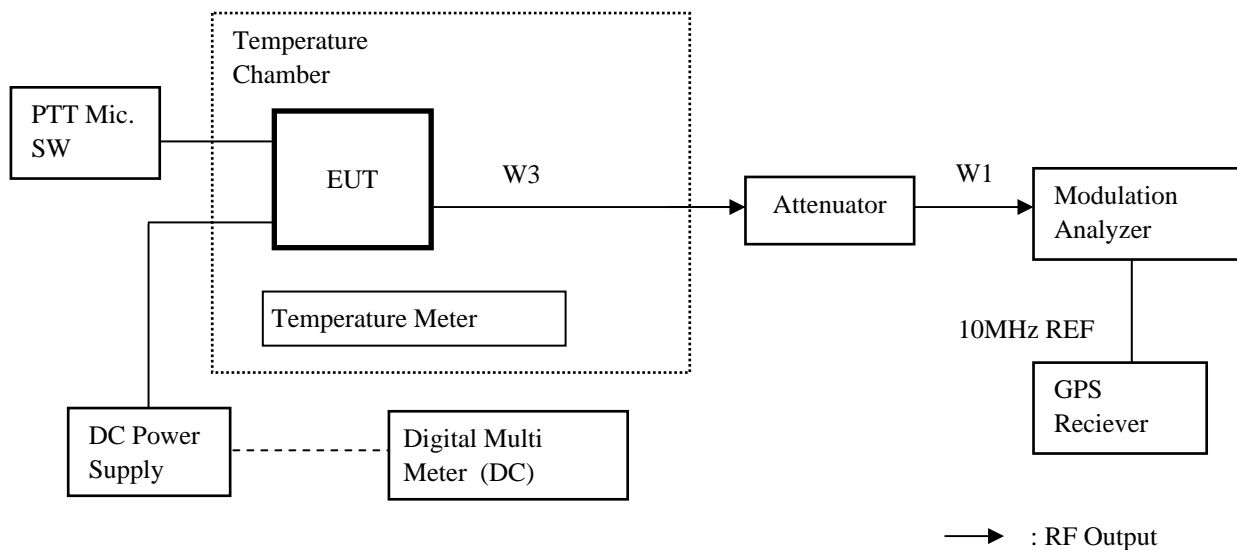 Temperature
Chamber
PTT Mic.
SW
EUT
W3
W1
Attenuator
Modulation
Analyzer
Temperature Meter
10MHz REF
GPS
Reciever
DC Power
Supply
Digital Multi
Meter (DC)
: RF Output